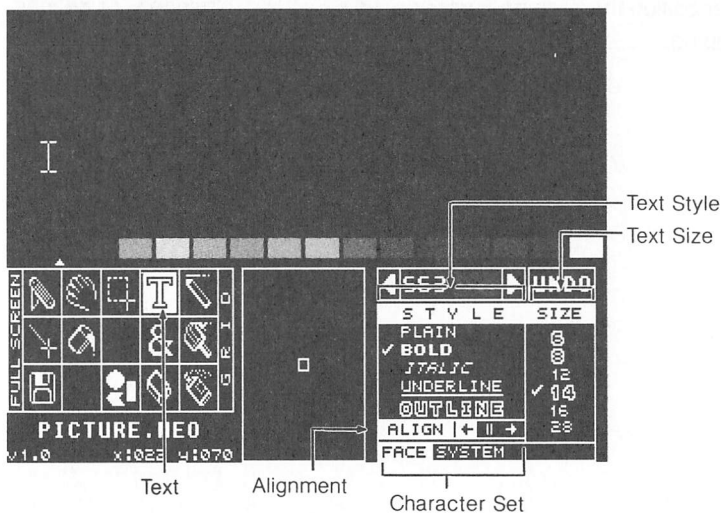 Text Style
Text Size
UNDO
FULL SCREEN
T
GRID
&
STYLE
SIZE
PLAIN
6
✓ BOLD
8
ITALIC
12
UNDERLINE
✓ 14
OUTLINE
16
ALIGN
28
PICTURE.NEO
FACE SYSTEM
v1.0
x:022 y:070
Text
Alignment
Character Set